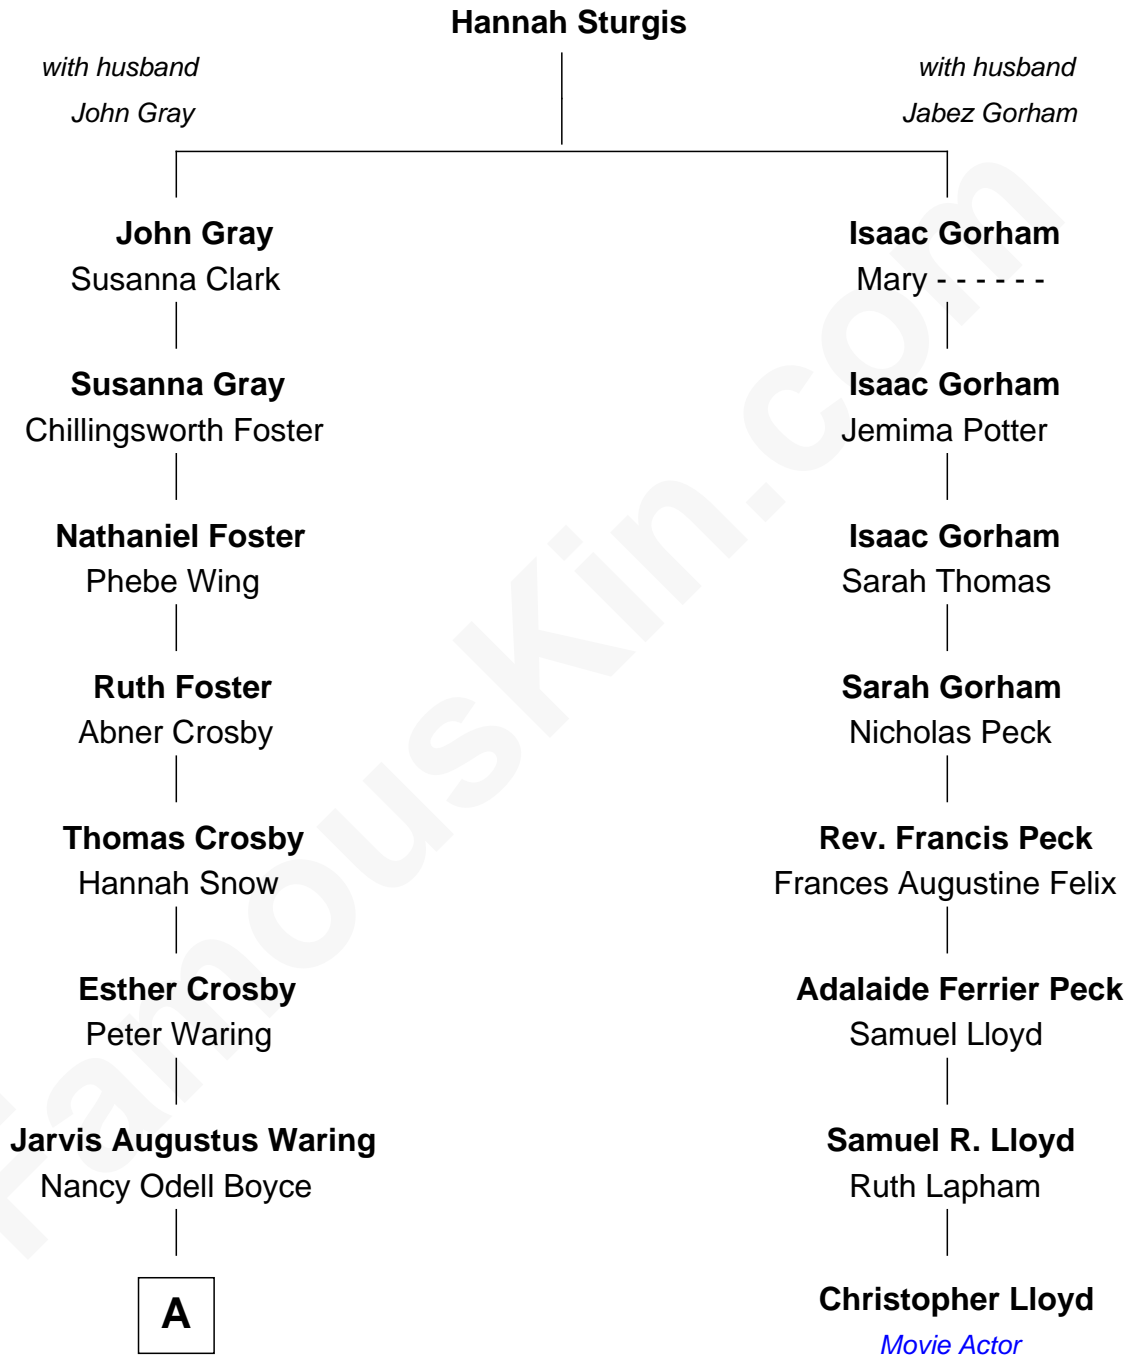 Hannah Sturgis
with husband
John Gray
with husband
Jabez Gorham
John Gray
Susanna Clark
Susanna Gray
Chillingsworth Foster
Nathaniel Foster
Phebe Wing
Ruth Foster
Abner Crosby
Thomas Crosby
Hannah Snow
Esther Crosby
Peter Waring
Jarvis Augustus Waring
Nancy Odell Boyce
A
Isaac Gorham
Mary - - - - - -
Isaac Gorham
Jemima Potter
Isaac Gorham
Sarah Thomas
Sarah Gorham
Nicholas Peck
Rev. Francis Peck
Frances Augustine Felix
Adalaide Ferrier Peck
Samuel Lloyd
Samuel R. Lloyd
Ruth Lapham
Christopher Lloyd
Movie Actor
FamousKin.com